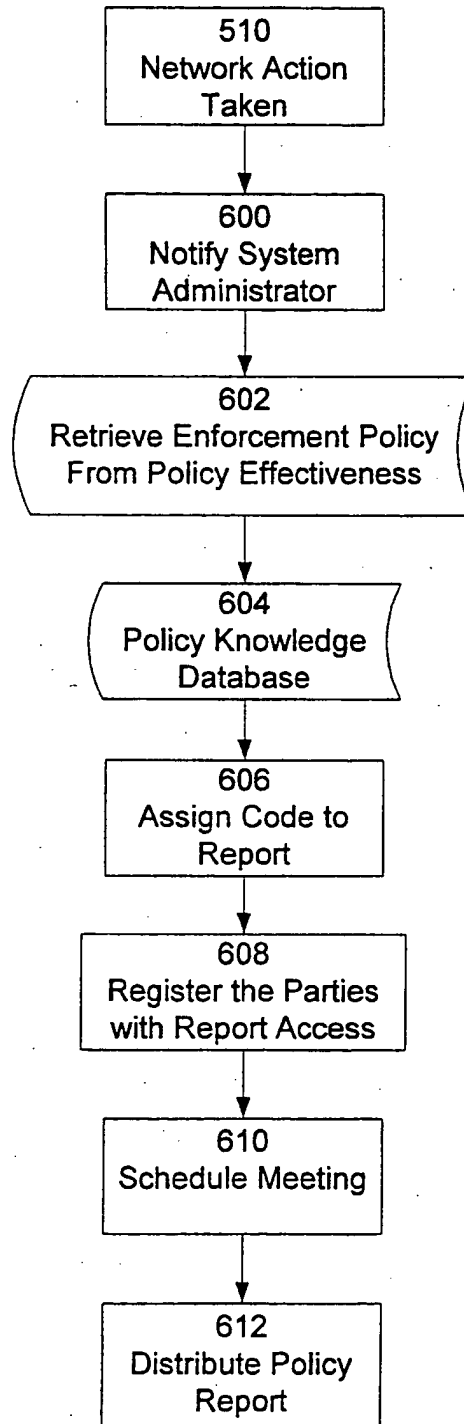 510
Network Action
Taken
600
Notify System
Administrator
602
Retrieve Enforcement Policy
From Policy Effectiveness
604
Policy Knowledge
Database
606
Assign Code to
Report
608
Register the Parties
with Report Access
610
Schedule Meeting
612
Distribute Policy
Report